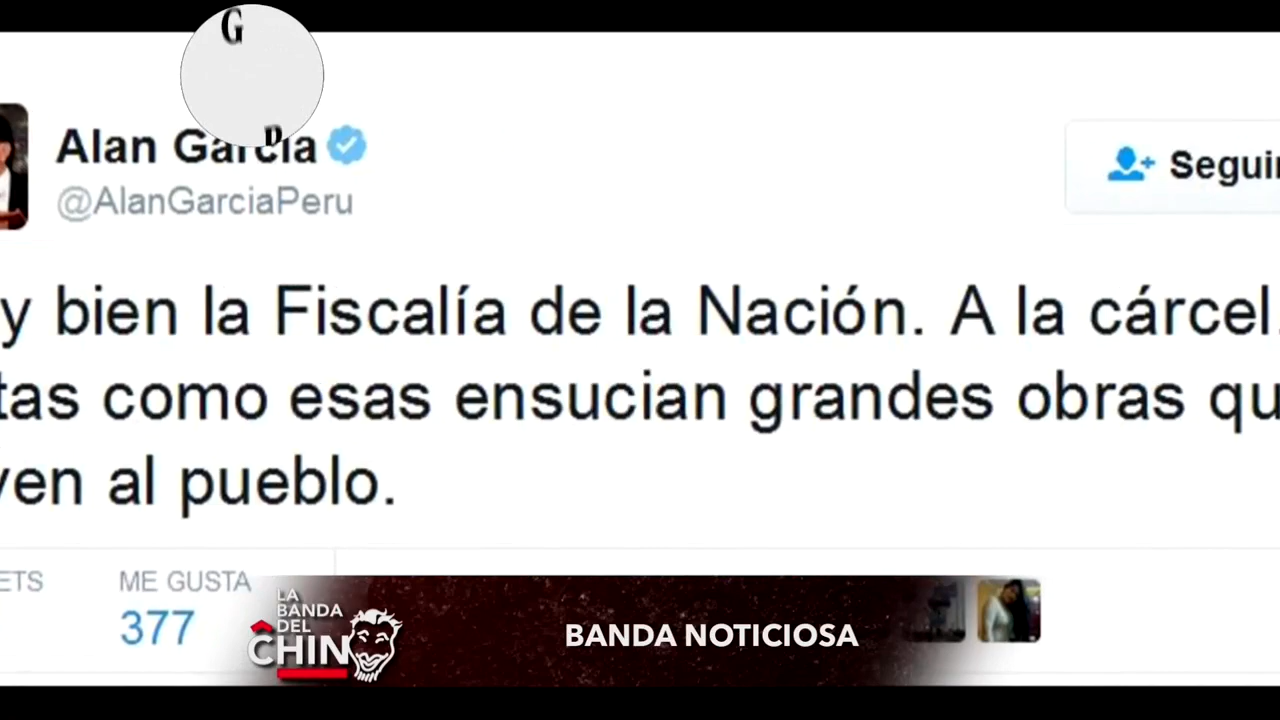 G
D
Alan García
@AlanGarciaPeru
Seguir
y bien la Fiscalía de la Nación. A la cárcel.
tas como esas ensucian grandes obras qu
ven al pueblo.
ETS
ME GUSTA
377
LA
BANDA
DEL
CHINO
BANDA NOTICIOSA